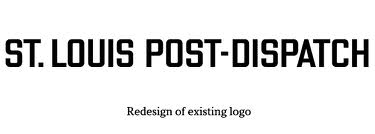 ST. LOUIS POST-DISPATCH
Redesign of existing logo